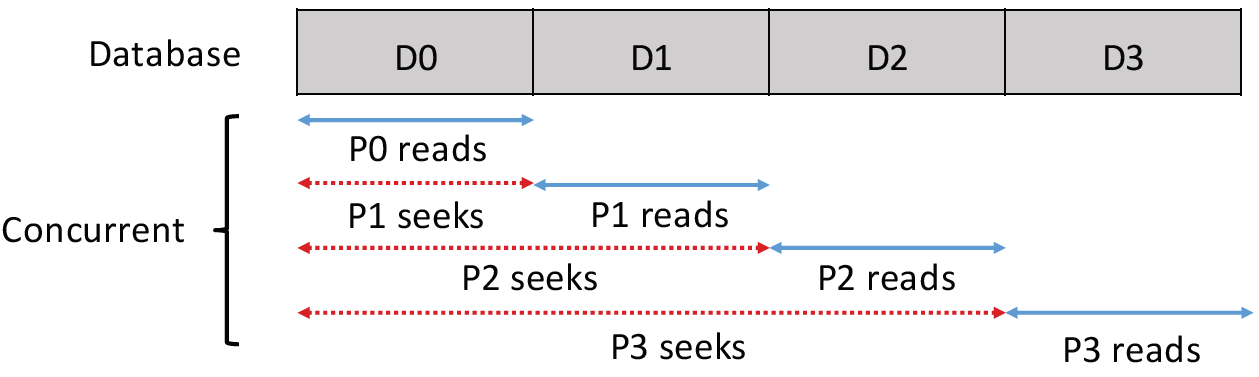 Database
D0
D1
D2
D3
Concurrent
P0 reads
P1 seeks
P1 reads
P2 seeks
P2 reads
P3 seeks
P3 reads